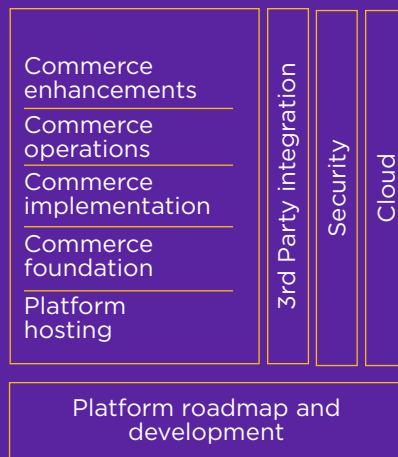 Commerce
enhancements
Commerce
operations
Commerce
implementation
Commerce
foundation
Platform
hosting
3rd Party integration
Security
Cloud
Platform roadmap and
development